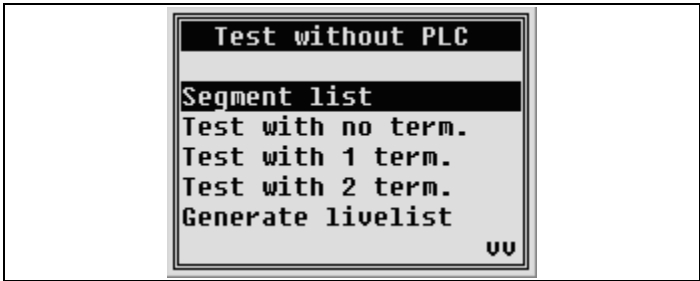 Test without PLC
Segment list
Test with no term.
Test with 1 term.
Test with 2 term.
Generate livelist
vv